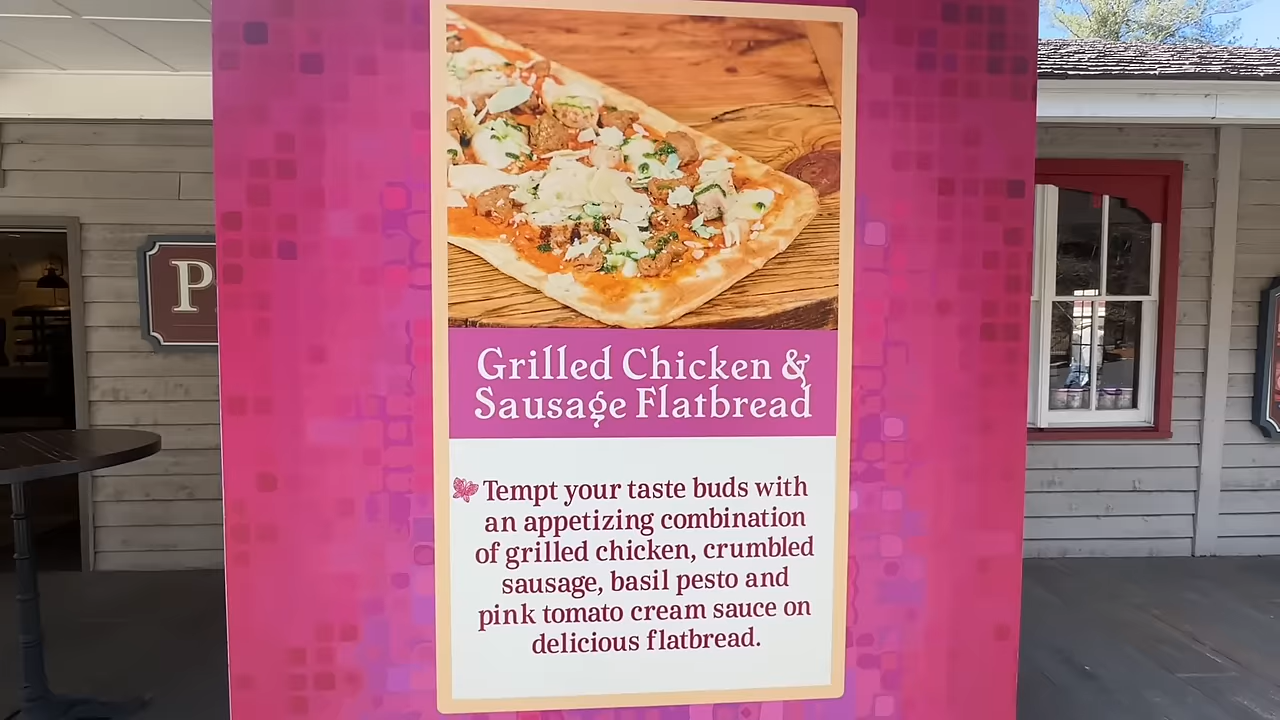 Grilled Chicken &
Sausage Flatbread
Tempt your taste buds with
an appetizing combination
of grilled chicken, crumbled
sausage, basil pesto and
pink tomato cream sauce on
delicious flatbread.
P